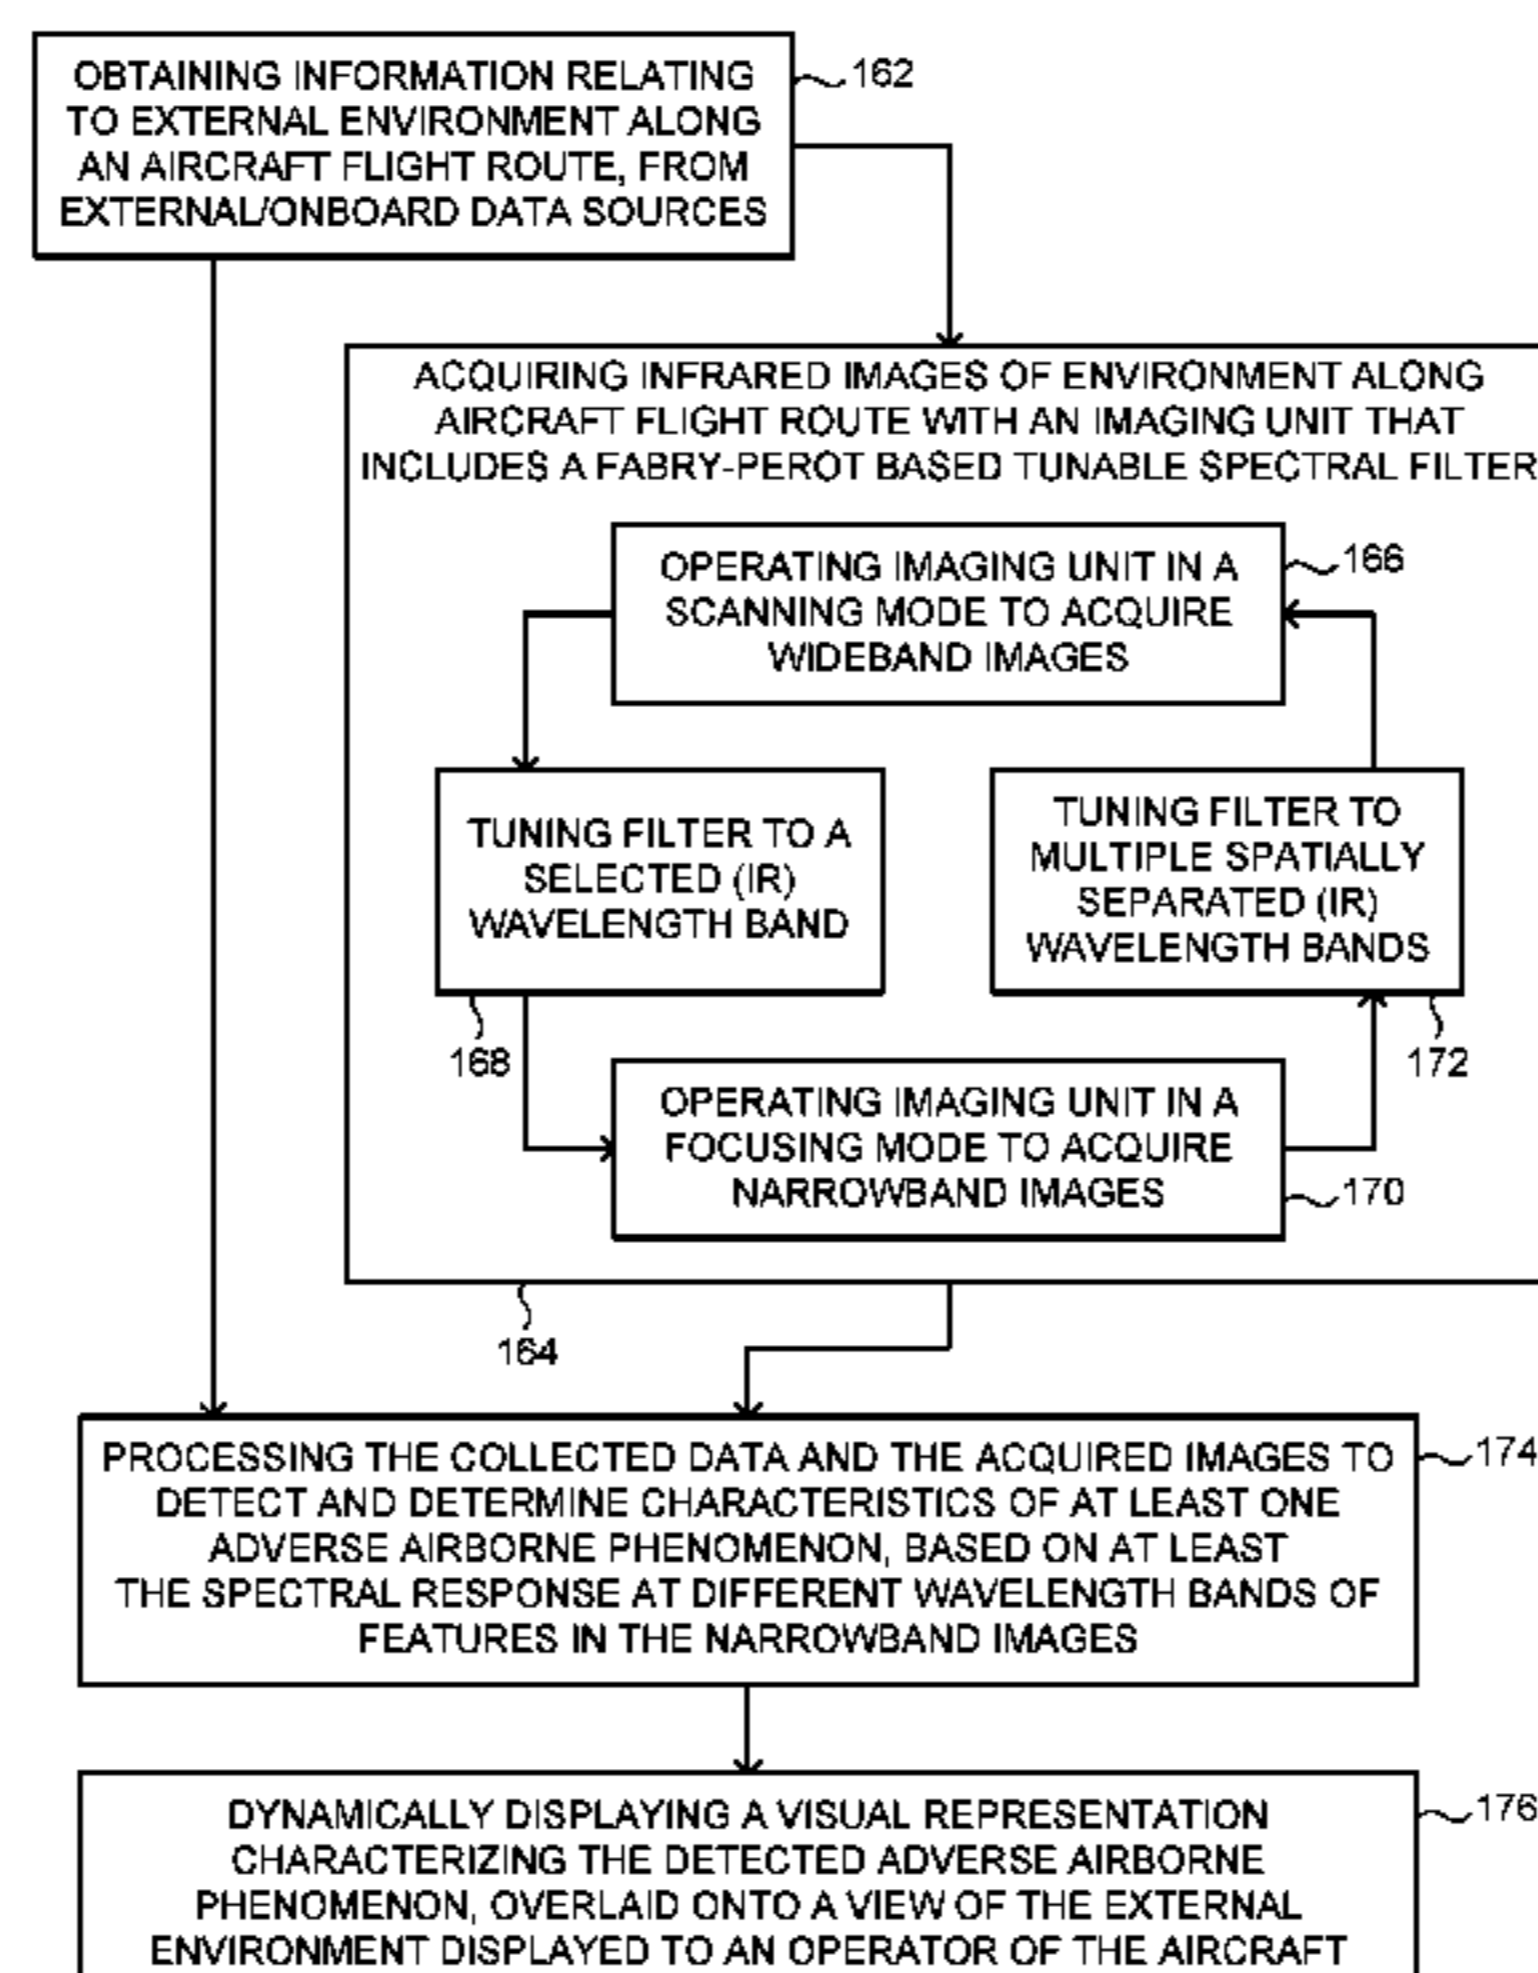 OBTAINING INFORMATION RELATING
TO EXTERNAL ENVIRONMENT ALONG
AN AIRCRAFT FLIGHT ROUTE, FROM
EXTERNAL/ONBOARD DATA SOURCES
162
ACQUIRING INFRARED IMAGES OF ENVIRONMENT ALONG
AIRCRAFT FLIGHT ROUTE WITH AN IMAGING UNIT THAT
INCLUDES A FABRY-PEROT BASED TUNABLE SPECTRAL FILTER
OPERATING IMAGING UNIT IN A
SCANNING MODE TO ACQUIRE
WIDEBAND IMAGES
166
TUNING FILTER TO A
SELECTED (IR)
WAVELENGTH BAND
168
TUNING FILTER TO
MULTIPLE SPATIALLY
SEPARATED (IR)
WAVELENGTH BANDS
172
OPERATING IMAGING UNIT IN A
FOCUSING MODE TO ACQUIRE
NARROWBAND IMAGES
170
164
PROCESSING THE COLLECTED DATA AND THE ACQUIRED IMAGES TO
DETECT AND DETERMINE CHARACTERISTICS OF AT LEAST ONE
ADVERSE AIRBORNE PHENOMENON, BASED ON AT LEAST
THE SPECTRAL RESPONSE AT DIFFERENT WAVELENGTH BANDS OF
FEATURES IN THE NARROWBAND IMAGES
174
DYNAMICALLY DISPLAYING A VISUAL REPRESENTATION
CHARACTERIZING THE DETECTED ADVERSE AIRBORNE
PHENOMENON, OVERLAID ONTO A VIEW OF THE EXTERNAL
ENVIRONMENT DISPLAYED TO AN OPERATOR OF THE AIRCRAFT
176